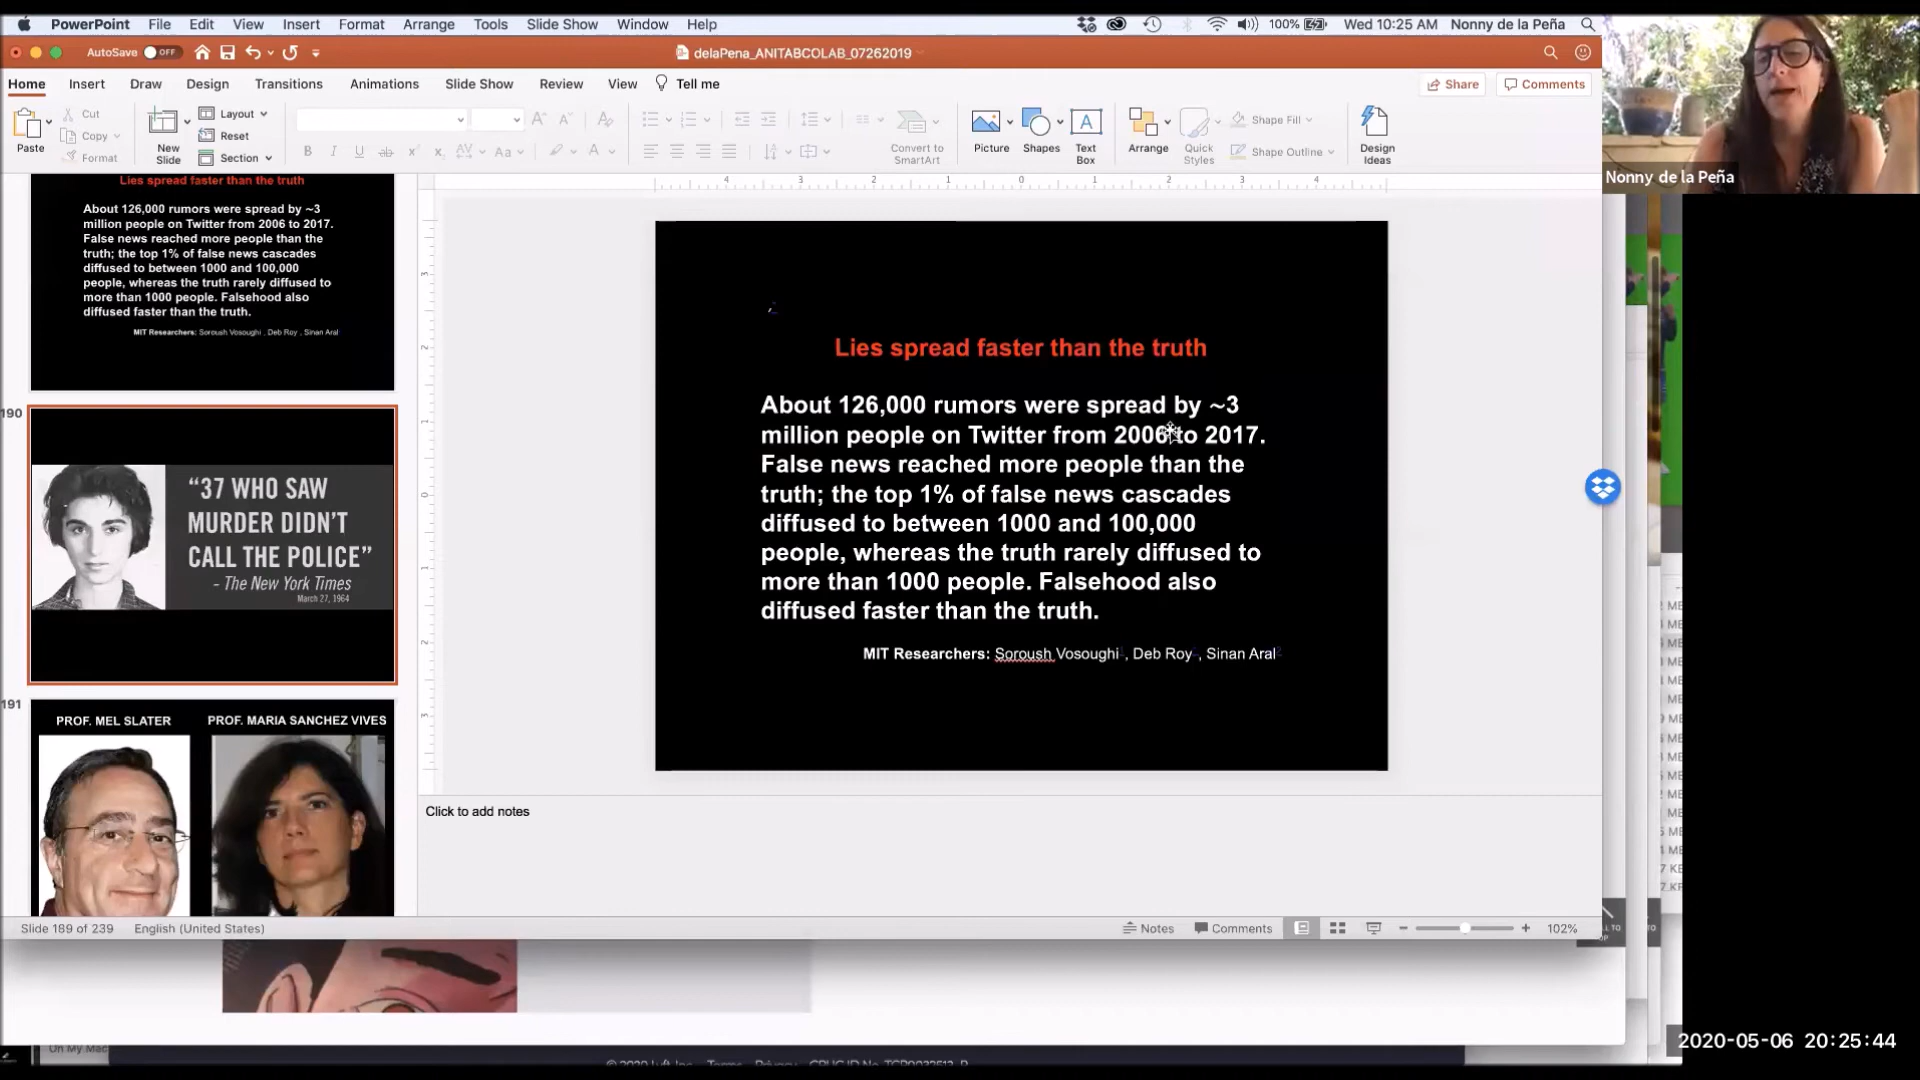 PowerPoint File Edit View Insert Format Arrange Tools Slide Show Window Help 100% Wed 10:25 AM Nonny de la Peña
AutoSave OFF delaPena_ANITABCOLAB_07262019
Home Insert Draw Design Transitions Animations Slide Show Review View Tell me Share Comments
Paste Cut Copy Format
New Slide Layout Reset Section
Convert to SmartArt
Picture Shapes Text Box Arrange Quick Styles Shape Fill Shape Outline Design Ideas
Nonny de la Peña
Lies spread faster than the truth
About 126,000 rumors were spread by ~3
million people on Twitter from 2006 to 2017.
False news reached more people than the
truth; the top 1% of false news cascades
diffused to between 1000 and 100,000
people, whereas the truth rarely diffused to
more than 1000 people. Falsehood also
diffused faster than the truth.
MIT Researchers: Soroush Vosoughi , Deb Roy , Sinan Aral
190
“37 WHO SAW
MURDER DIDN’T
CALL THE POLICE”
- The New York Times
March 27, 1964
191
PROF. MEL SLATER PROF. MARIA SANCHEZ VIVES
Lies spread faster than the truth
About 126,000 rumors were spread by ~3
million people on Twitter from 2006 to 2017.
False news reached more people than the
truth; the top 1% of false news cascades
diffused to between 1000 and 100,000
people, whereas the truth rarely diffused to
more than 1000 people. Falsehood also
diffused faster than the truth.
MIT Researchers: Soroush Vosoughi , Deb Roy , Sinan Aral
Click to add notes
Slide 189 of 239 English (United States) Notes Comments 102%
2020-05-06 20:25:44